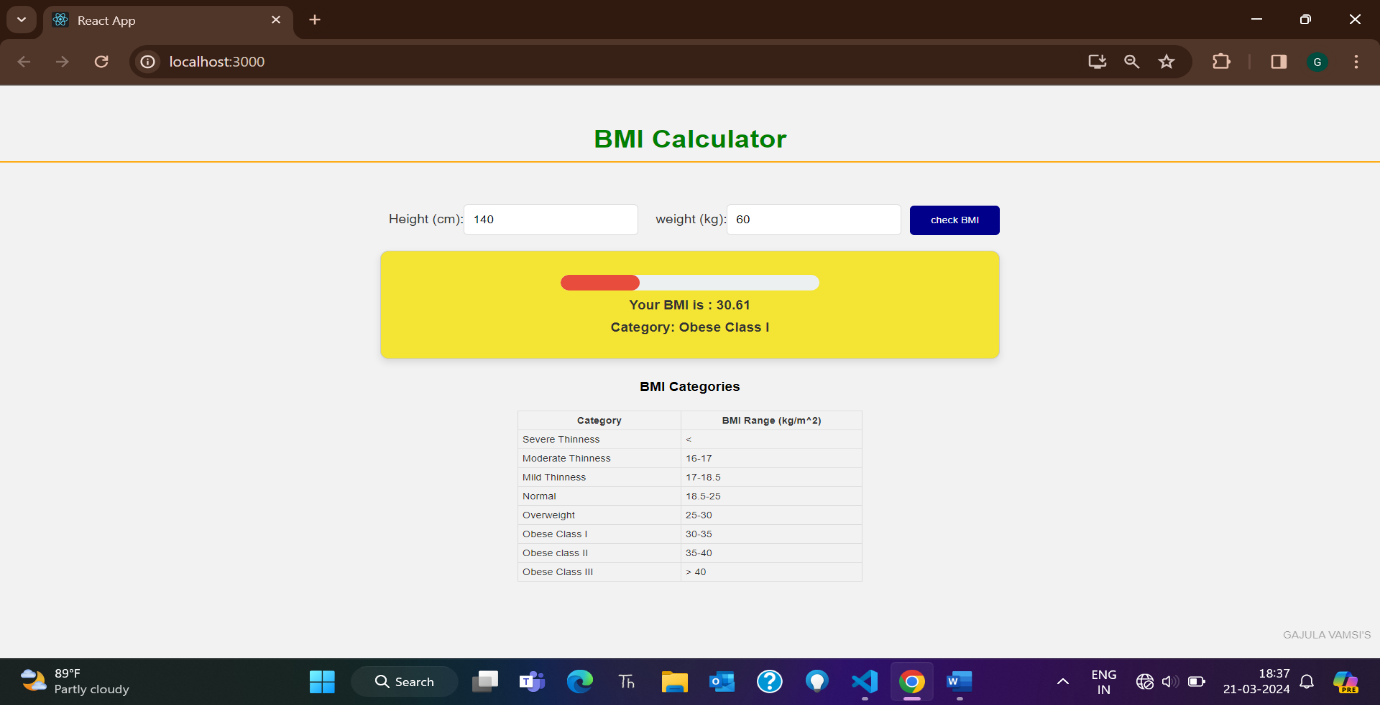 React App
localhost:3000
G
BMI Calculator
Height (cm): 140 weight (kg): 60 check BMI
Your BMI is : 30.61
Category: Obese Class I
BMI Categories
Category BMI Range (kg/m^2)
Severe Thinness <
Moderate Thinness 16-17
Mild Thinness 17-18.5
Normal 18.5-25
Overweight 25-30
Obese Class I 30-35
Obese class II 35-40
Obese Class III > 40
GAJULA VAMSI'S
89°F
Partly cloudy
Search
T
Th
O
?
W
ENG
IN
18:37
21-03-2024
PRE